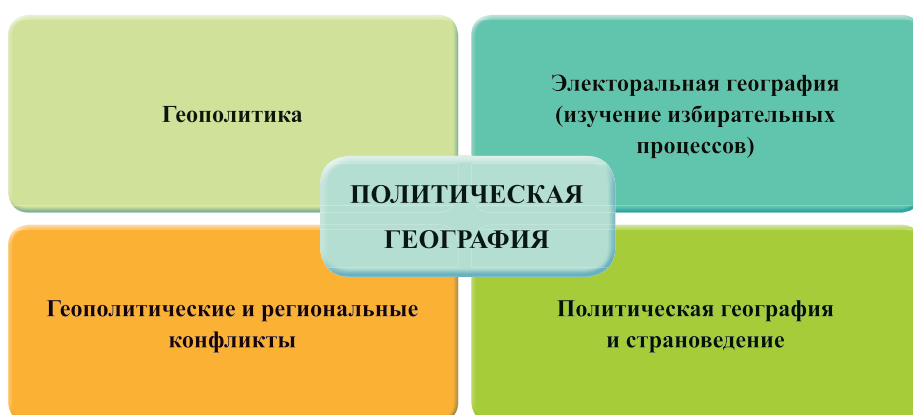 Геополитика
Электоральная география
(изучение избирательных
процессов)
ПОЛИТИЧЕСКАЯ
ГЕОГРАФИЯ
Геополитические и региональные
конфликты
Политическая география
и страноведение